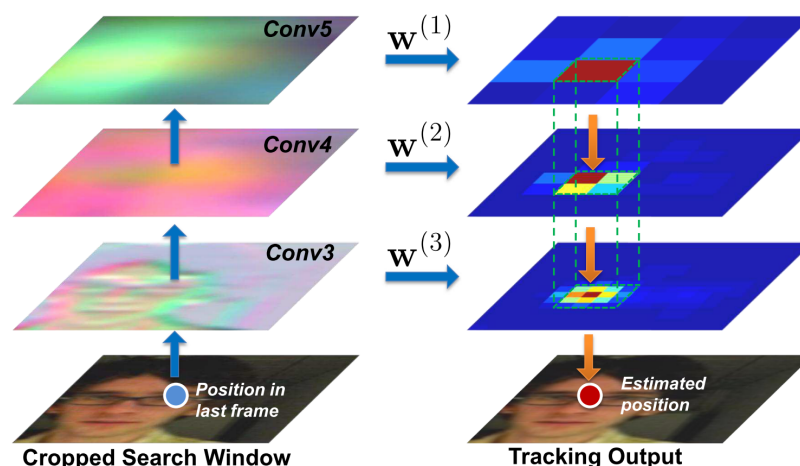 Conv5
w(1)
Conv4
w(2)
Conv3
w(3)
Position in
last frame
Estimated
position
Cropped Search Window
Tracking Output